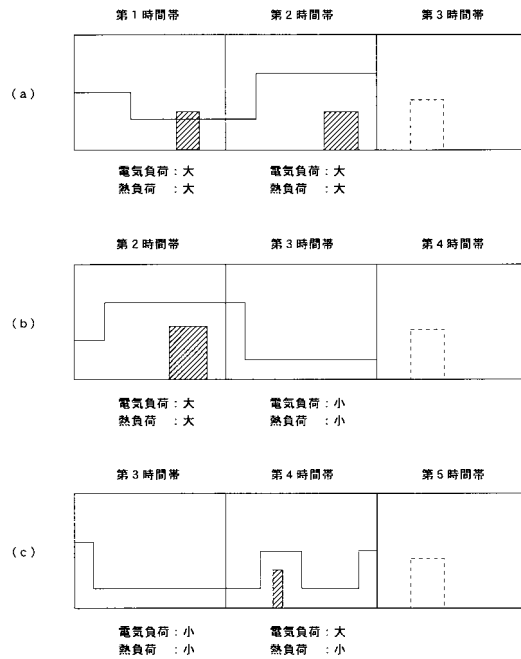 第１時間帯 第２時間帯 第３時間帯
（ａ）
電気負荷：大 電気負荷：大
熱負荷　：大 熱負荷　：大
第２時間帯 第３時間帯 第４時間帯
（ｂ）
電気負荷：大 電気負荷：小
熱負荷　：大 熱負荷　：小
第３時間帯 第４時間帯 第５時間帯
（ｃ）
電気負荷：小 電気負荷：大
熱負荷　：小 熱負荷　：小